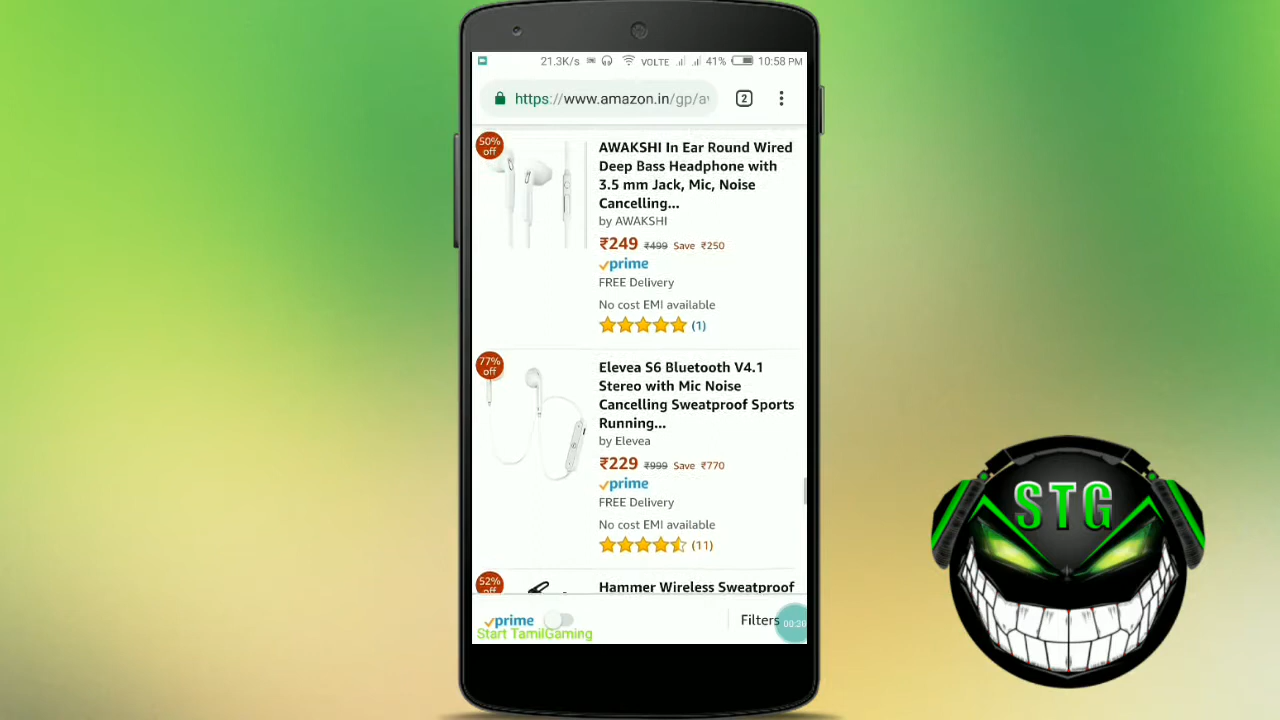 21.3K/s VOLTE 41% 10:58 PM
https://www.amazon.in/gp/a
2
50%
off
AWAKSHI In Ear Round Wired
Deep Bass Headphone with
3.5 mm Jack, Mic, Noise
Cancelling...
by AWAKSHI
₹249 ₹499 Save ₹250
prime
FREE Delivery
No cost EMI available
(1)
77%
off
Elevea S6 Bluetooth V4.1
Stereo with Mic Noise
Cancelling Sweatproof Sports
Running...
by Elevea
₹229 ₹999 Save ₹770
prime
FREE Delivery
No cost EMI available
(11)
52%
off
Hammer Wireless Sweatproof
prime
Filters
00:20
Start TamilGaming
STG